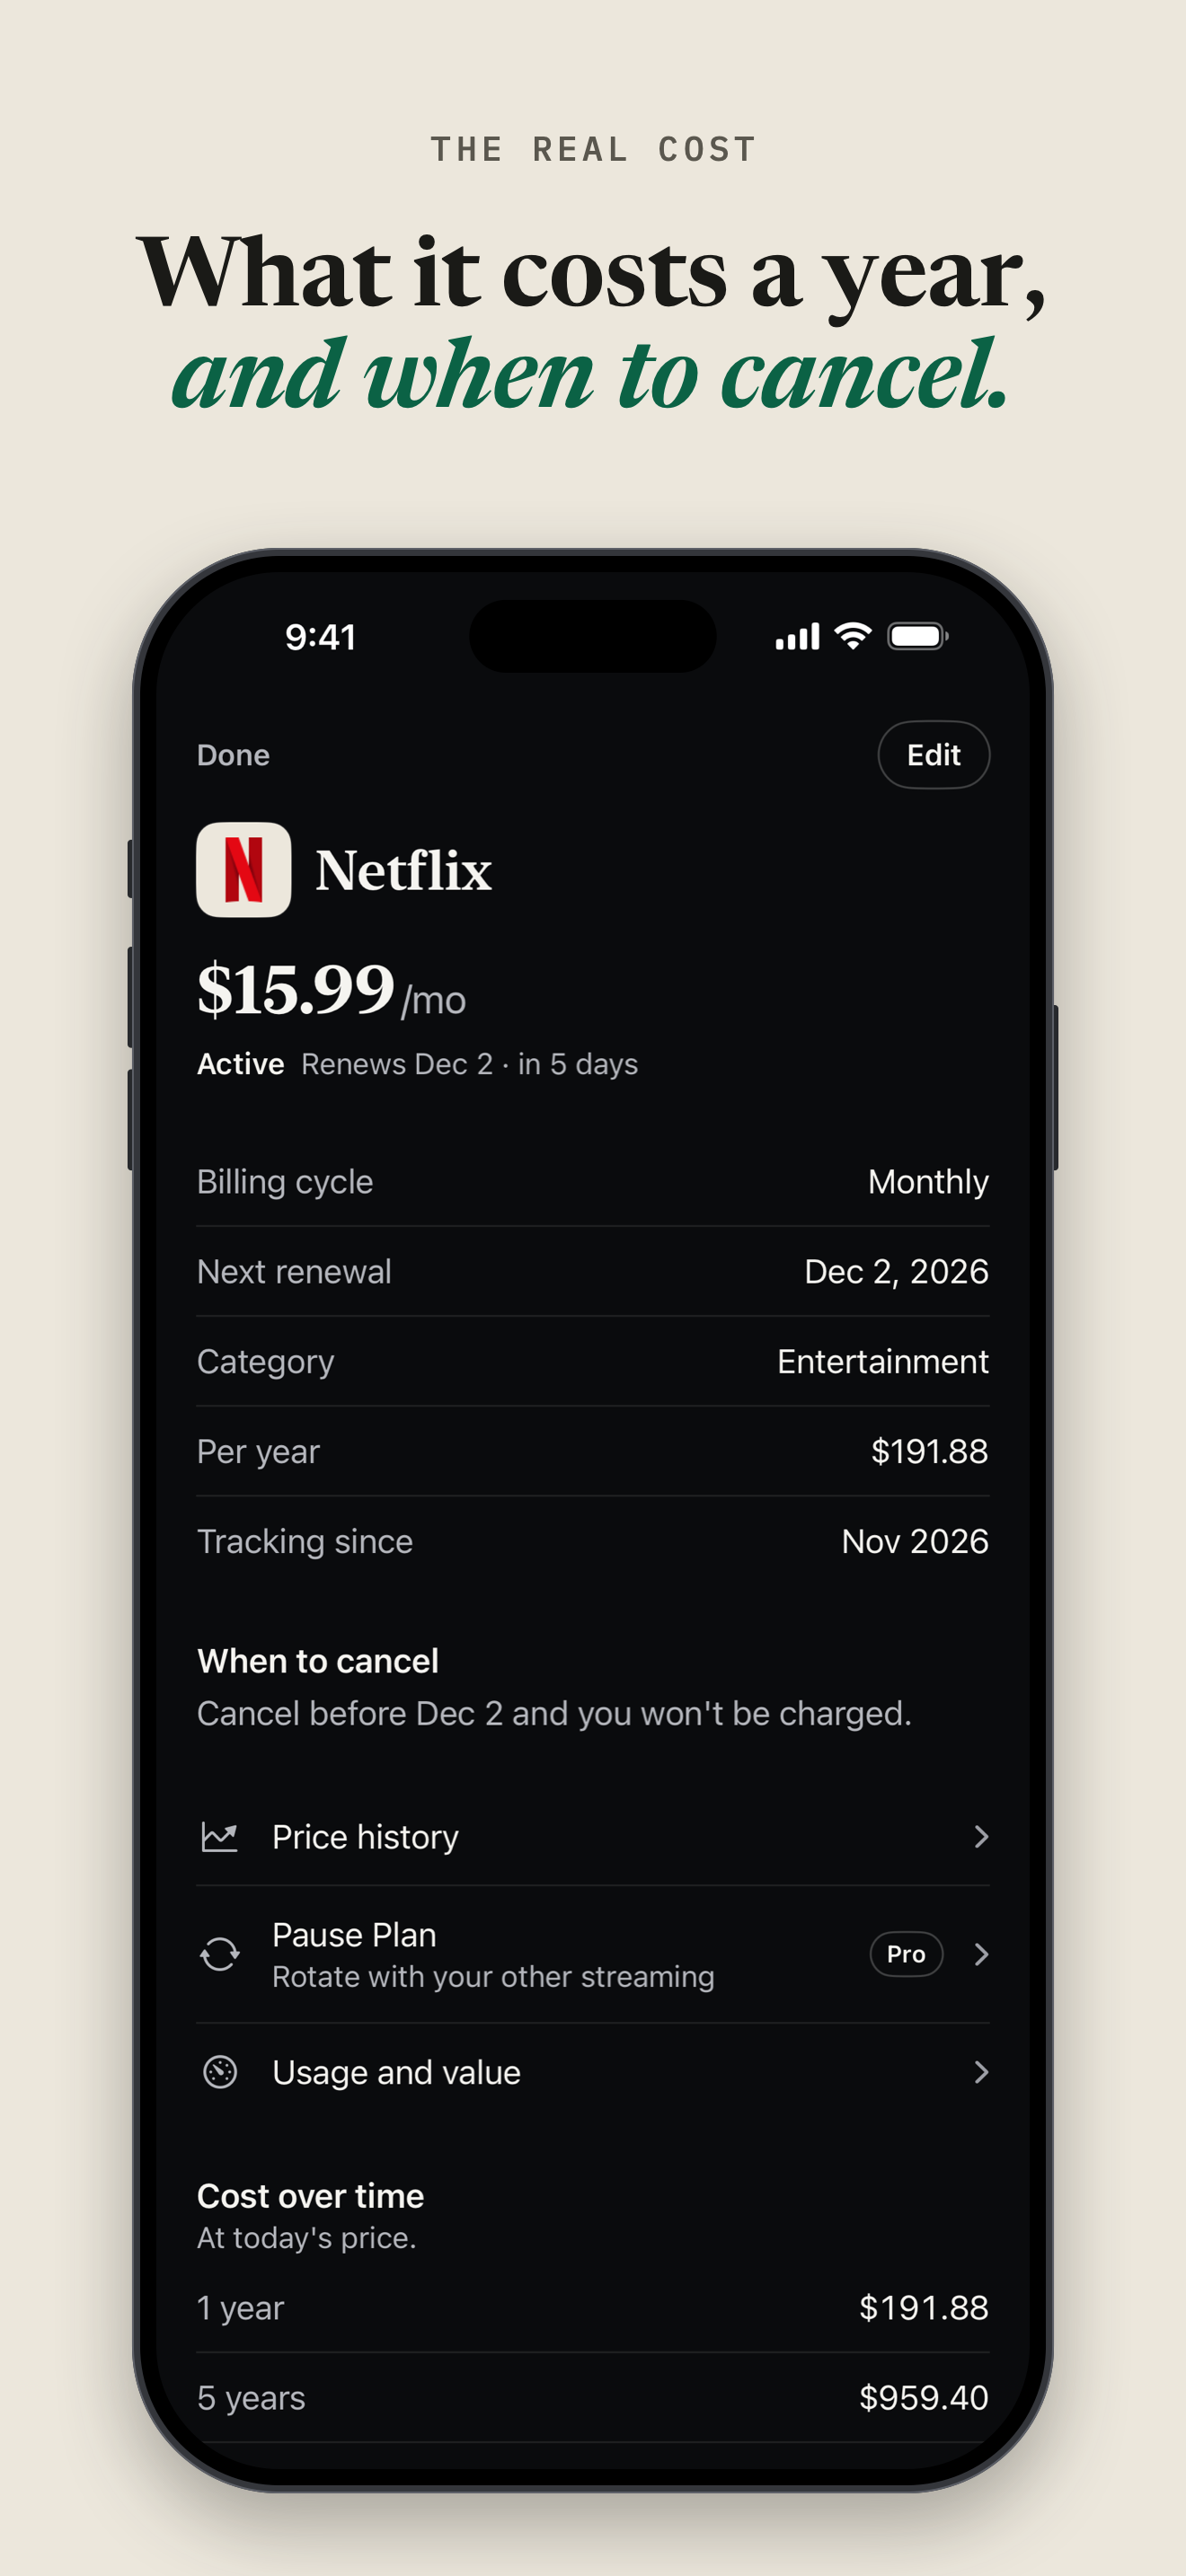 THE REAL COST
What it costs a year,
and when to cancel.
9:41
Done
Edit
N
Netflix
$15.99/mo
Active Renews Dec 2 · in 5 days
Billing cycle
Monthly
Next renewal
Dec 2, 2026
Category
Entertainment
Per year
$191.88
Tracking since
Nov 2026
When to cancel
Cancel before Dec 2 and you won't be charged.
Price history
Pause Plan
Rotate with your other streaming
Pro
Usage and value
Cost over time
At today's price.
1 year
$191.88
5 years
$959.40